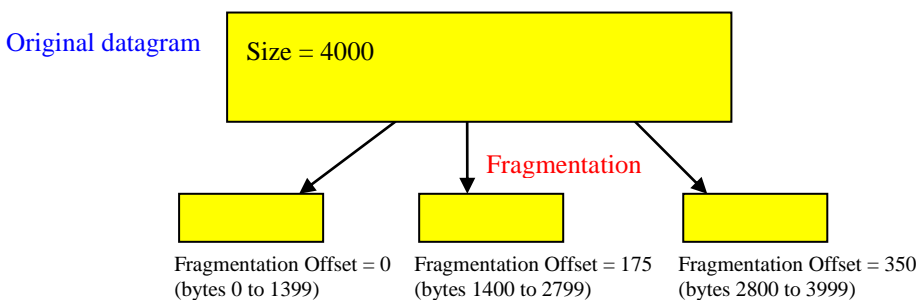 Original datagram
Size = 4000
Fragmentation
Fragmentation Offset = 0
(bytes 0 to 1399)
Fragmentation Offset = 175
(bytes 1400 to 2799)
Fragmentation Offset = 350
(bytes 2800 to 3999)